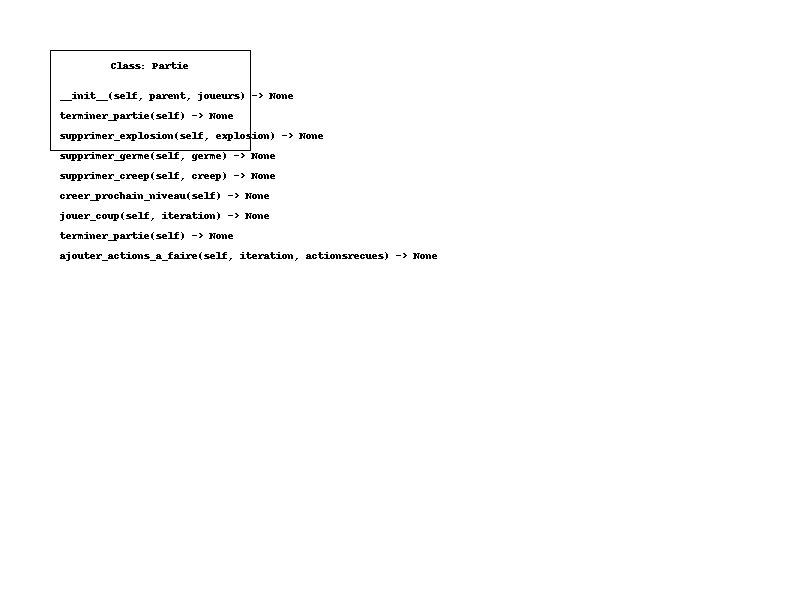 Class: Partie
__init__(self, parent, joueurs) -> None
terminer_partie(self) -> None
supprimer_explosion(self, explosion) -> None
supprimer_germe(self, germe) -> None
supprimer_creep(self, creep) -> None
creer_prochain_niveau(self) -> None
jouer_coup(self, iteration) -> None
terminer_partie(self) -> None
ajouter_actions_a_faire(self, iteration, actionsrecues) -> None